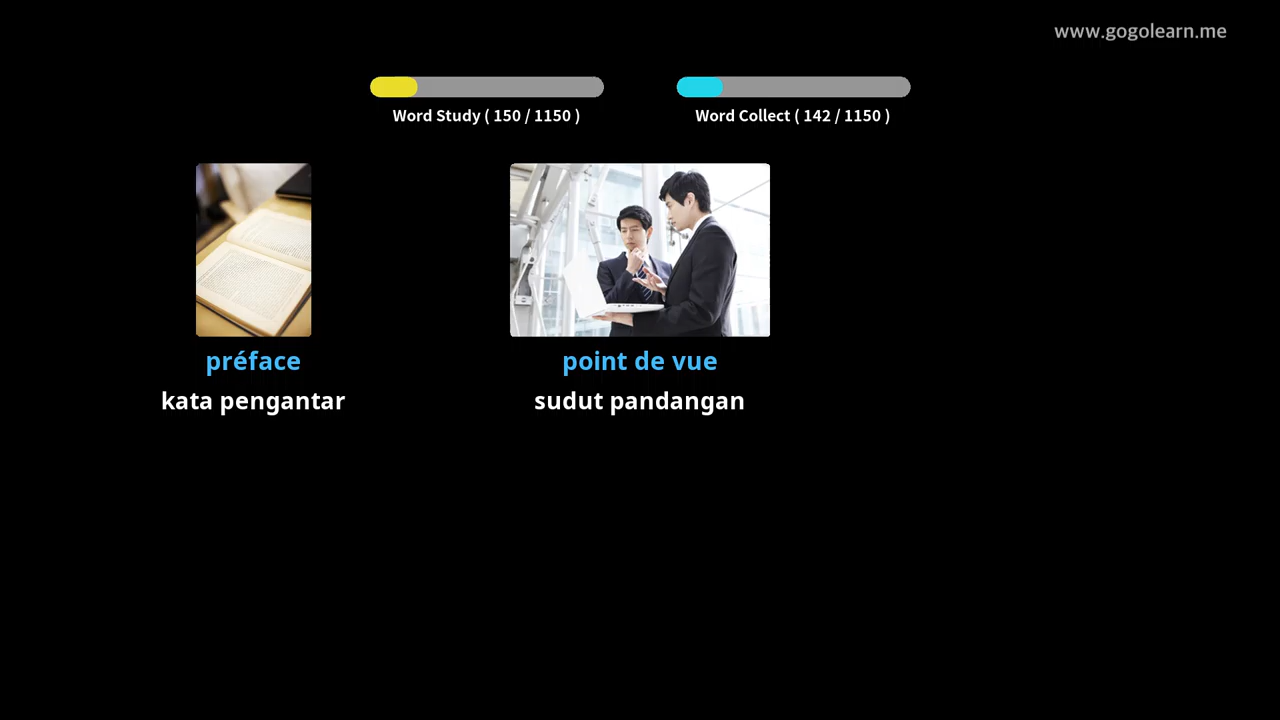 www.gogolearn.me
Word Study ( 150 / 1150 )
Word Collect ( 142 / 1150 )
préface
kata pengantar
point de vue
sudut pandangan